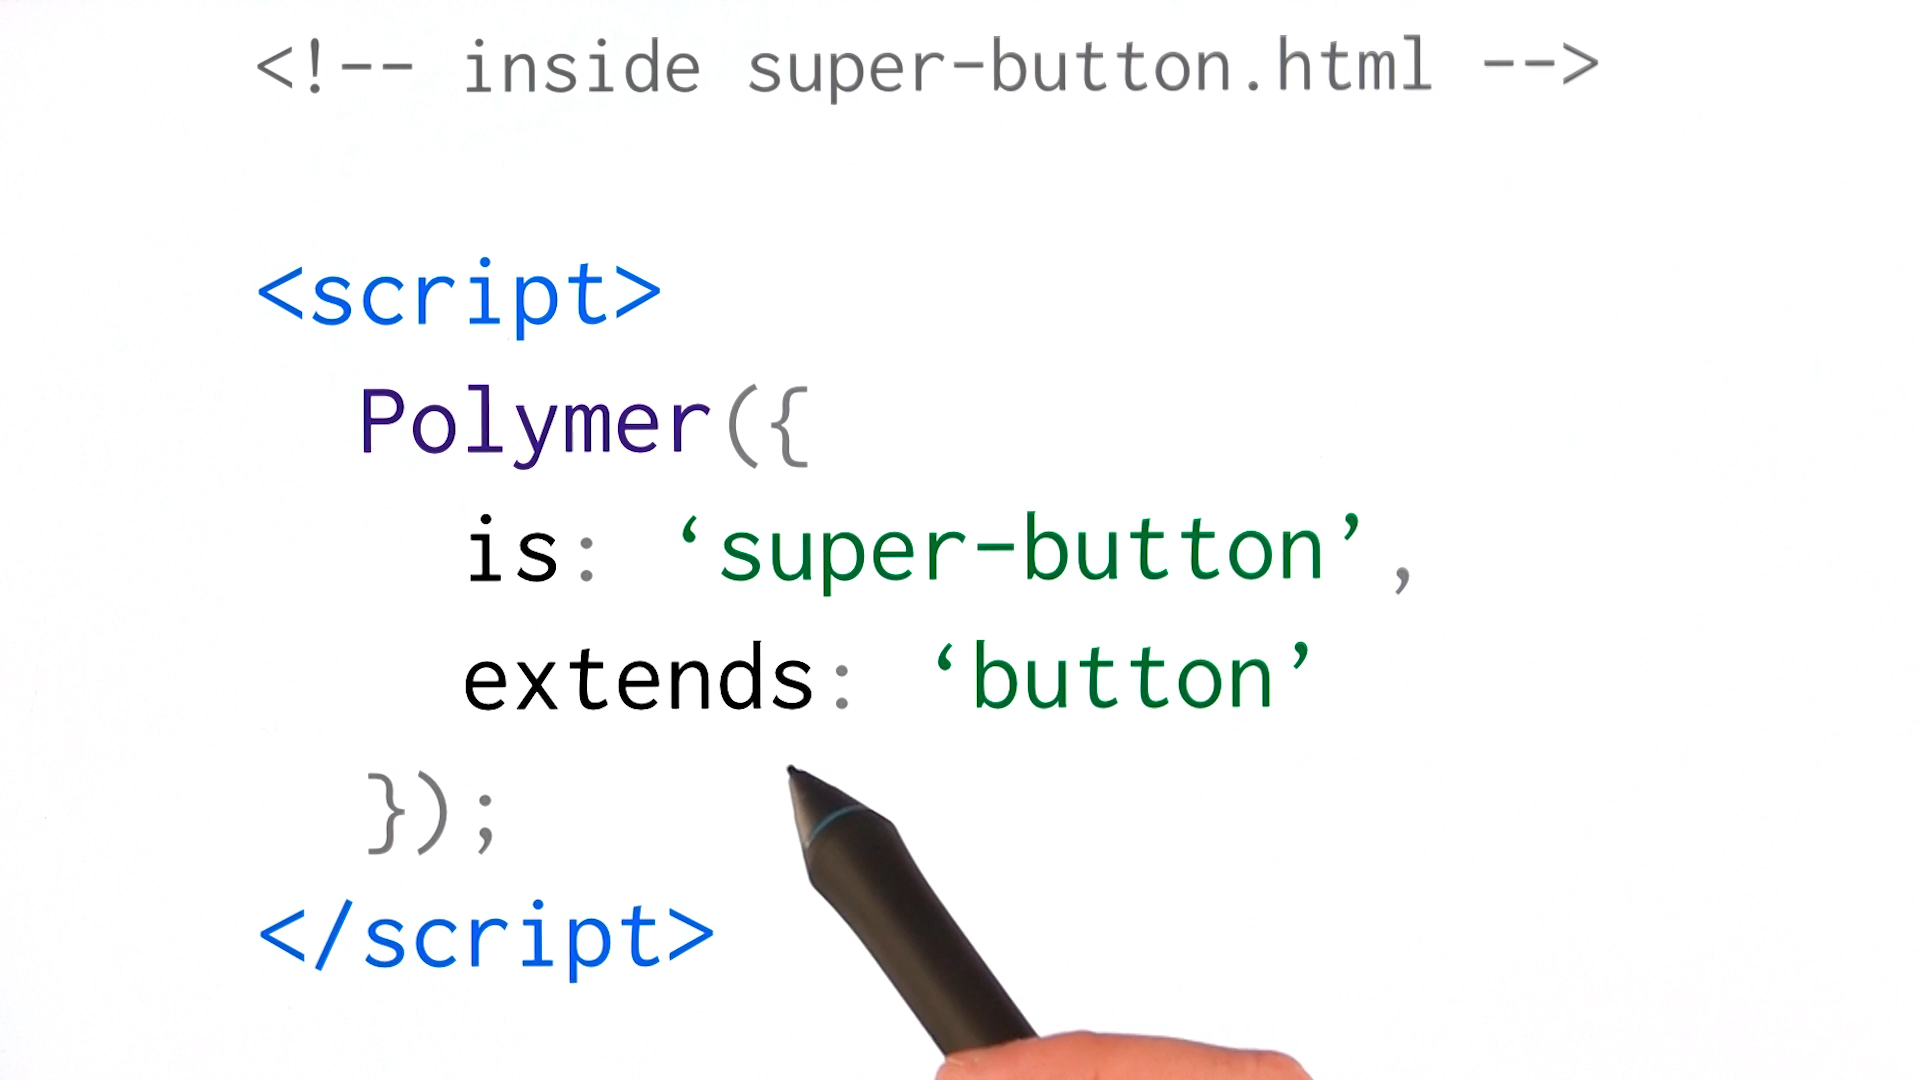 <!-- inside super-button.html -->
<script>
Polymer({
is: ‘super-button’,
extends: ‘button’
});
</script>